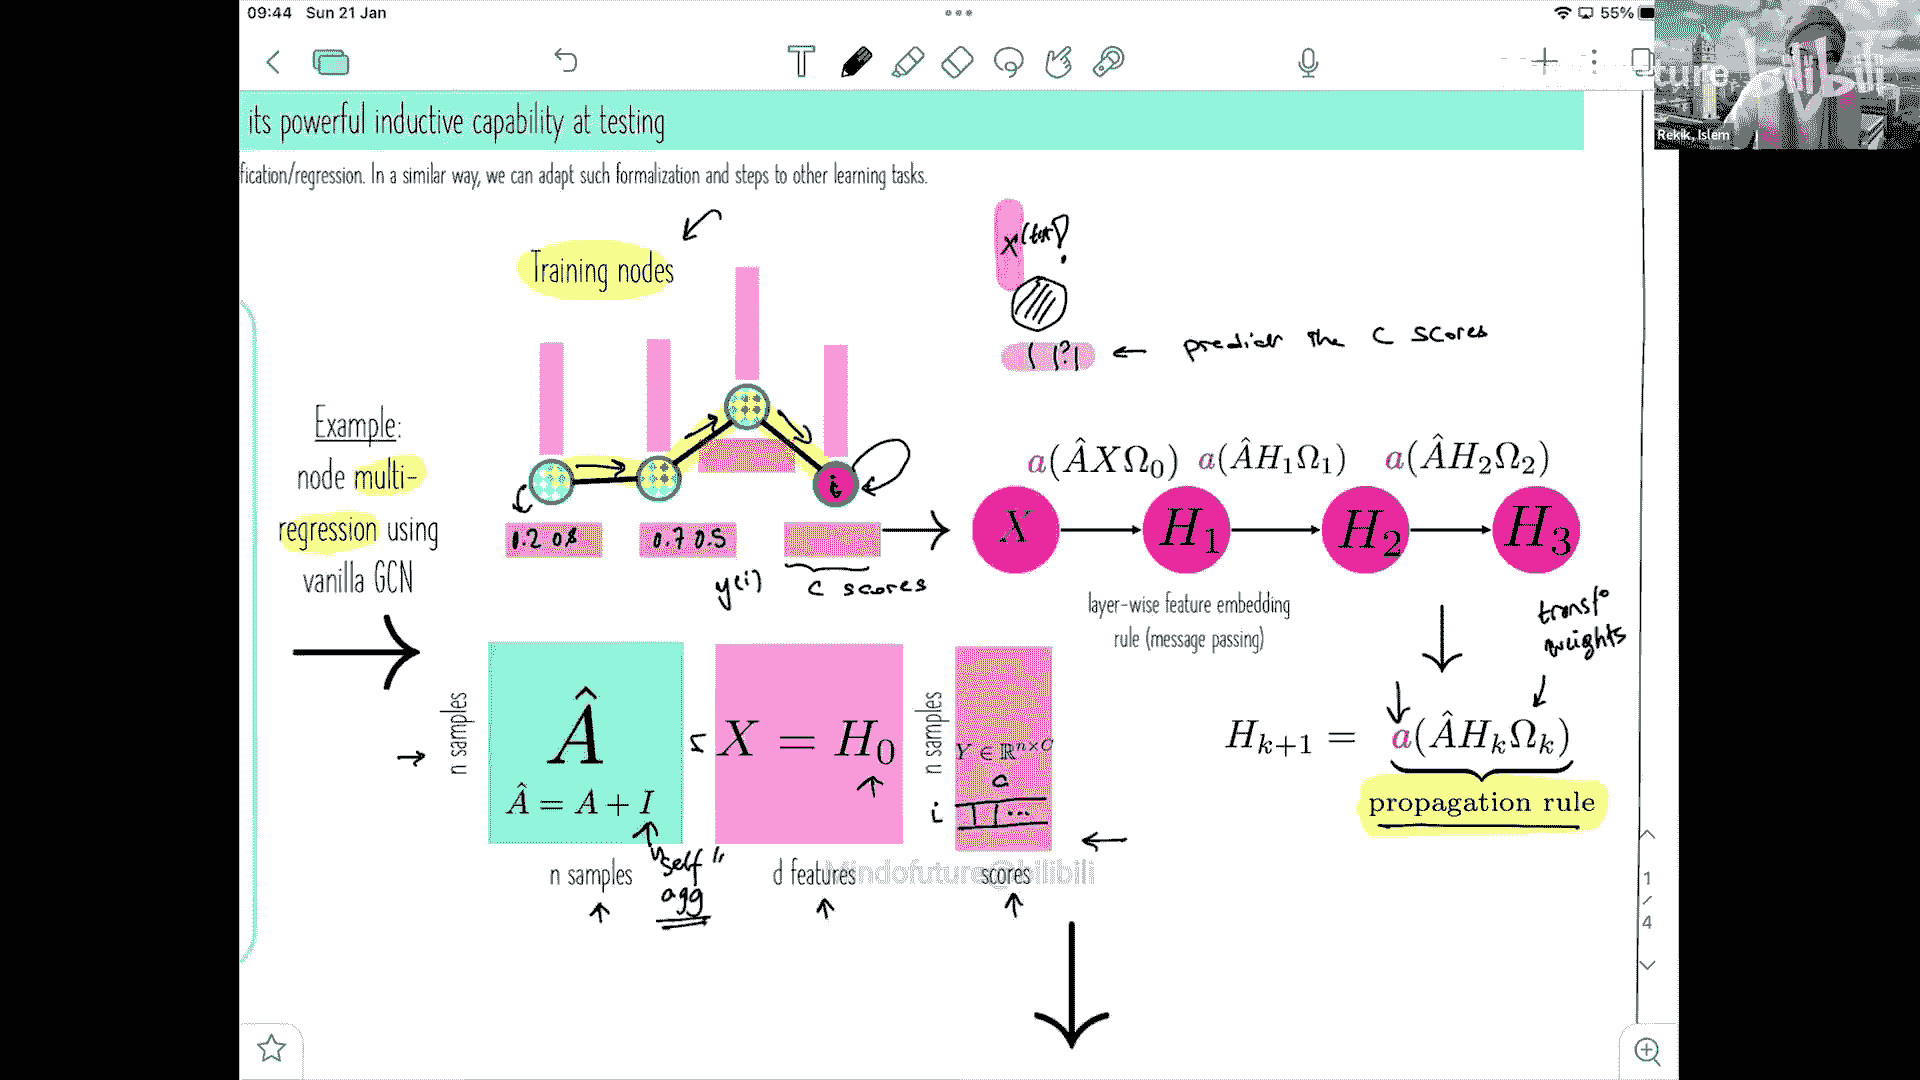 09:44 Sun 21 Jan
55%
Rekik, Islem
its powerful inductive capability at testing
fication/regression. In a similar way, we can adapt such formalization and steps to other learning tasks.
Training nodes
X(test)
?
predict the C scores
Example:
node multi-
regression using
vanilla GCN
i
0.2 0.8
0.7 0.5
y(i)
C scores
a(ÂXΩ₀) a(ÂH₁Ω₁) a(ÂH₂Ω₂)
X H₁ H₂ H₃
layer-wise feature embedding
rule (message passing)
transf°
weights
n samples
Â
Â = A + I
X = H₀
n samples
Y ∈ ℝⁿˣᶜ
C
i
...
Hₖ₊₁ = a(ÂHₖΩₖ)
propagation rule
n samples
"self"
agg
d features
scores
Mindofuture@bilibili
bilibili
1
/
4